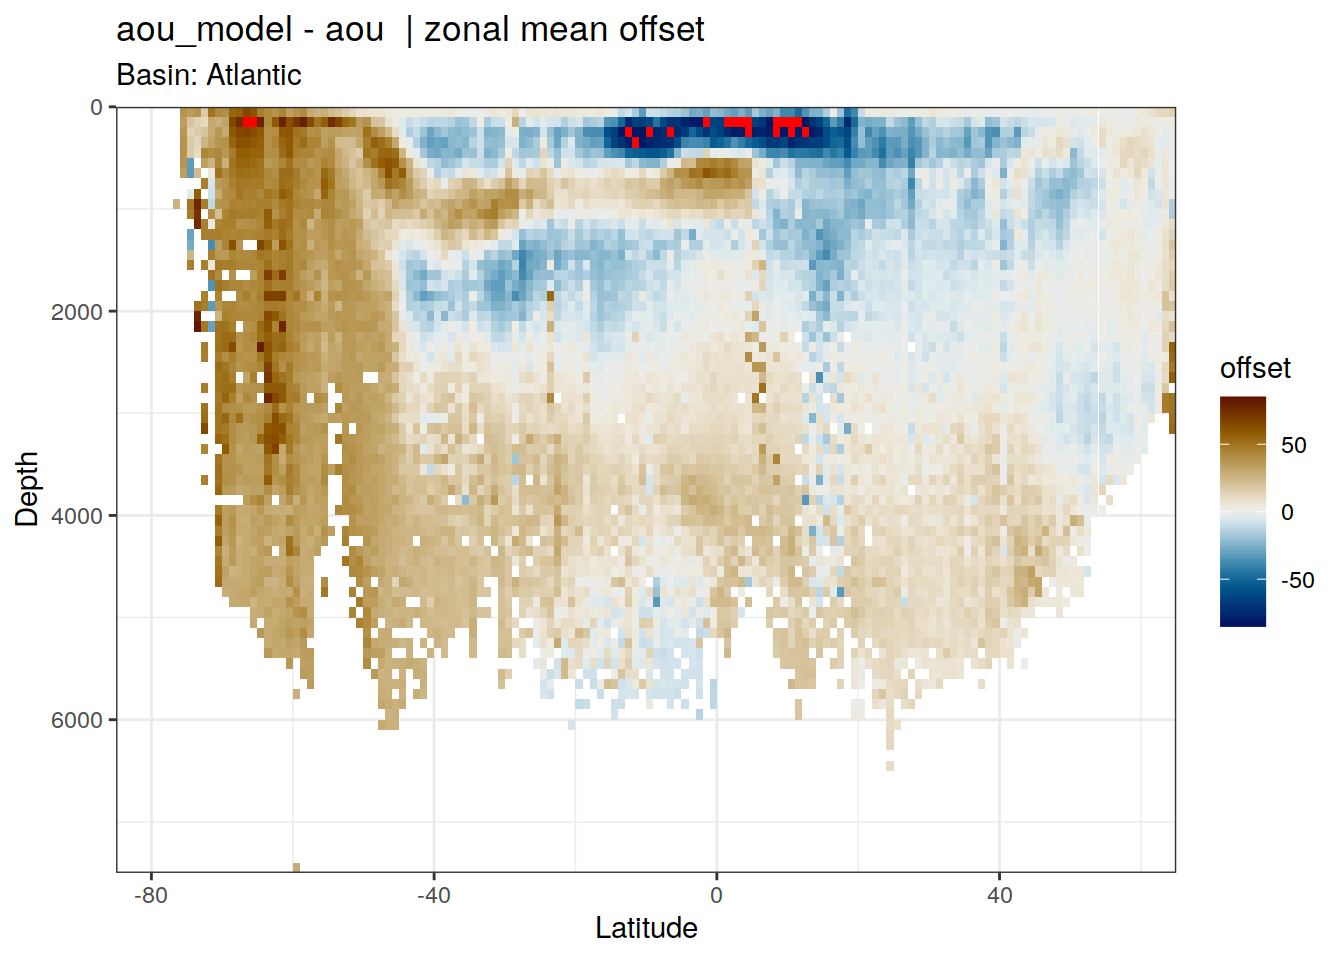 aou_model - aou  | zonal mean offset
Basin: Atlantic
0
2000
4000
6000
Depth
-80
-40
0
40
Latitude
offset
50
0
-50